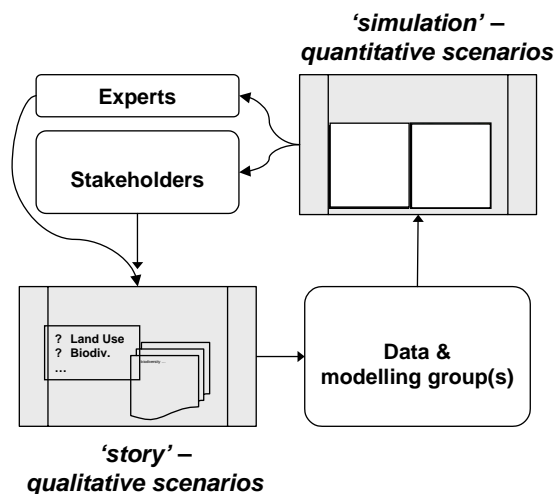 'simulation' –
quantitative scenarios
Experts
Stakeholders
? Land Use
? Biodiv.
...
Data &
modelling group(s)
'story' –
qualitative scenarios